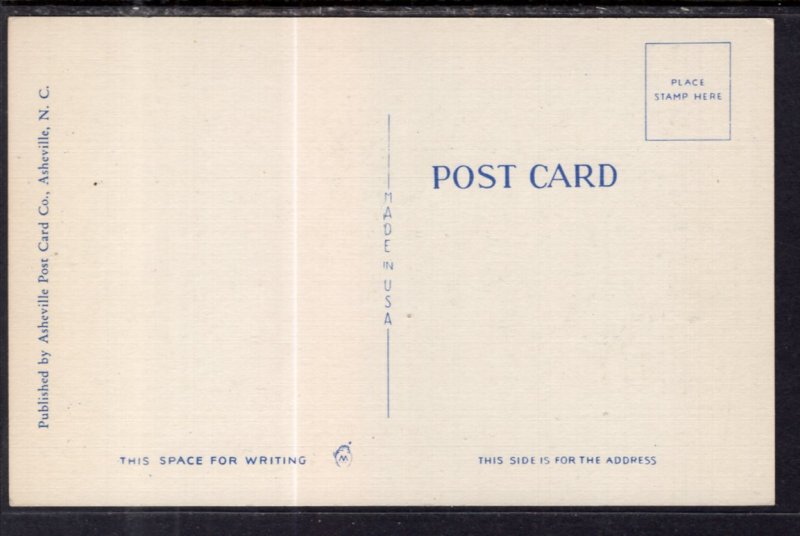 Published by Asheville Post Card Co., Asheville, N. C.
PLACE
STAMP HERE
POST CARD
MADE IN USA
THIS SPACE FOR WRITING
W
THIS SIDE IS FOR THE ADDRESS